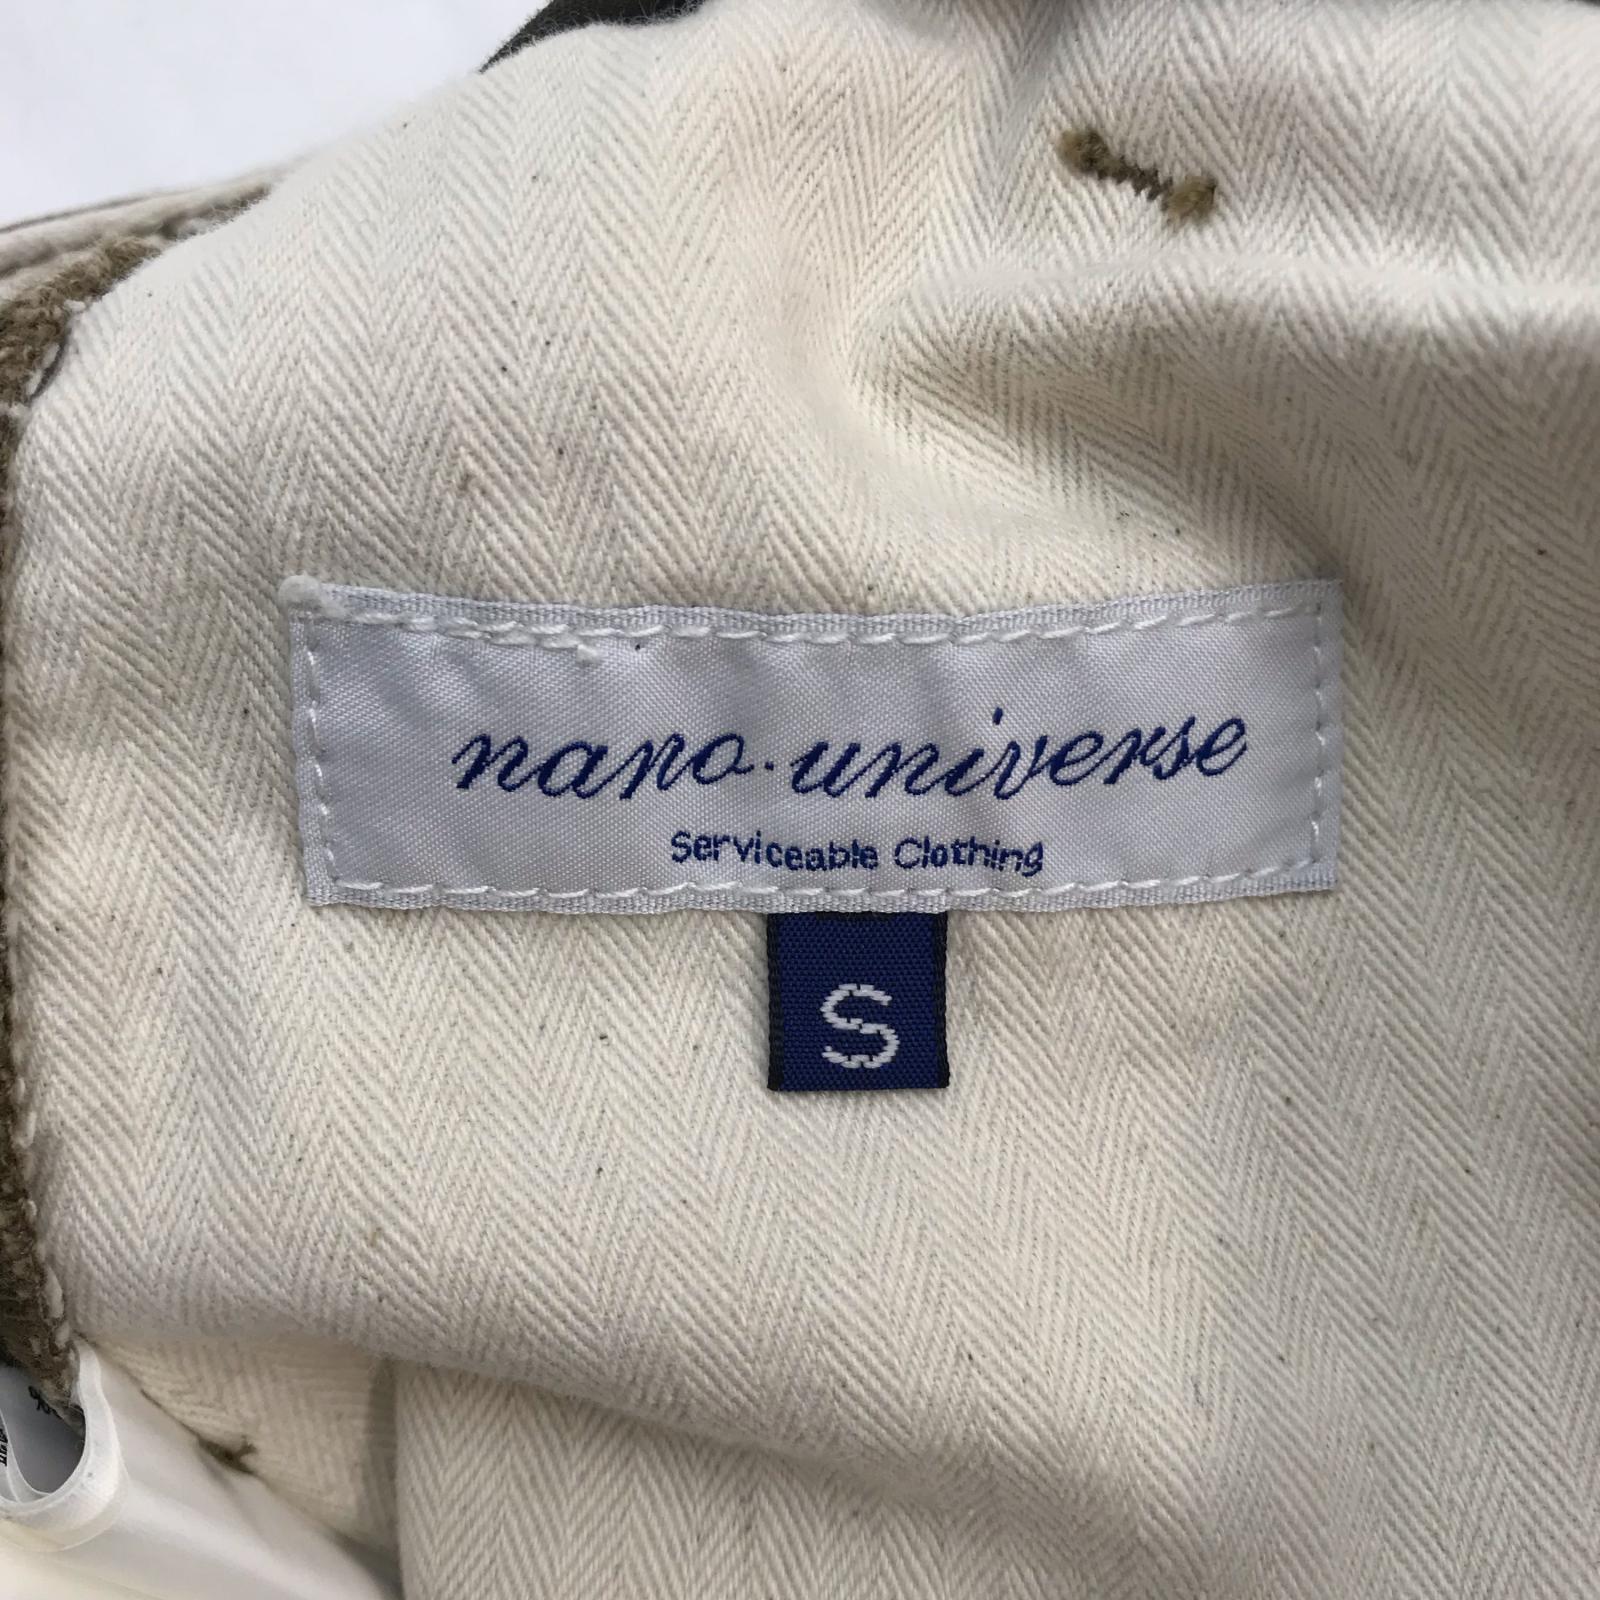 nano·universe
Serviceable Clothing
S